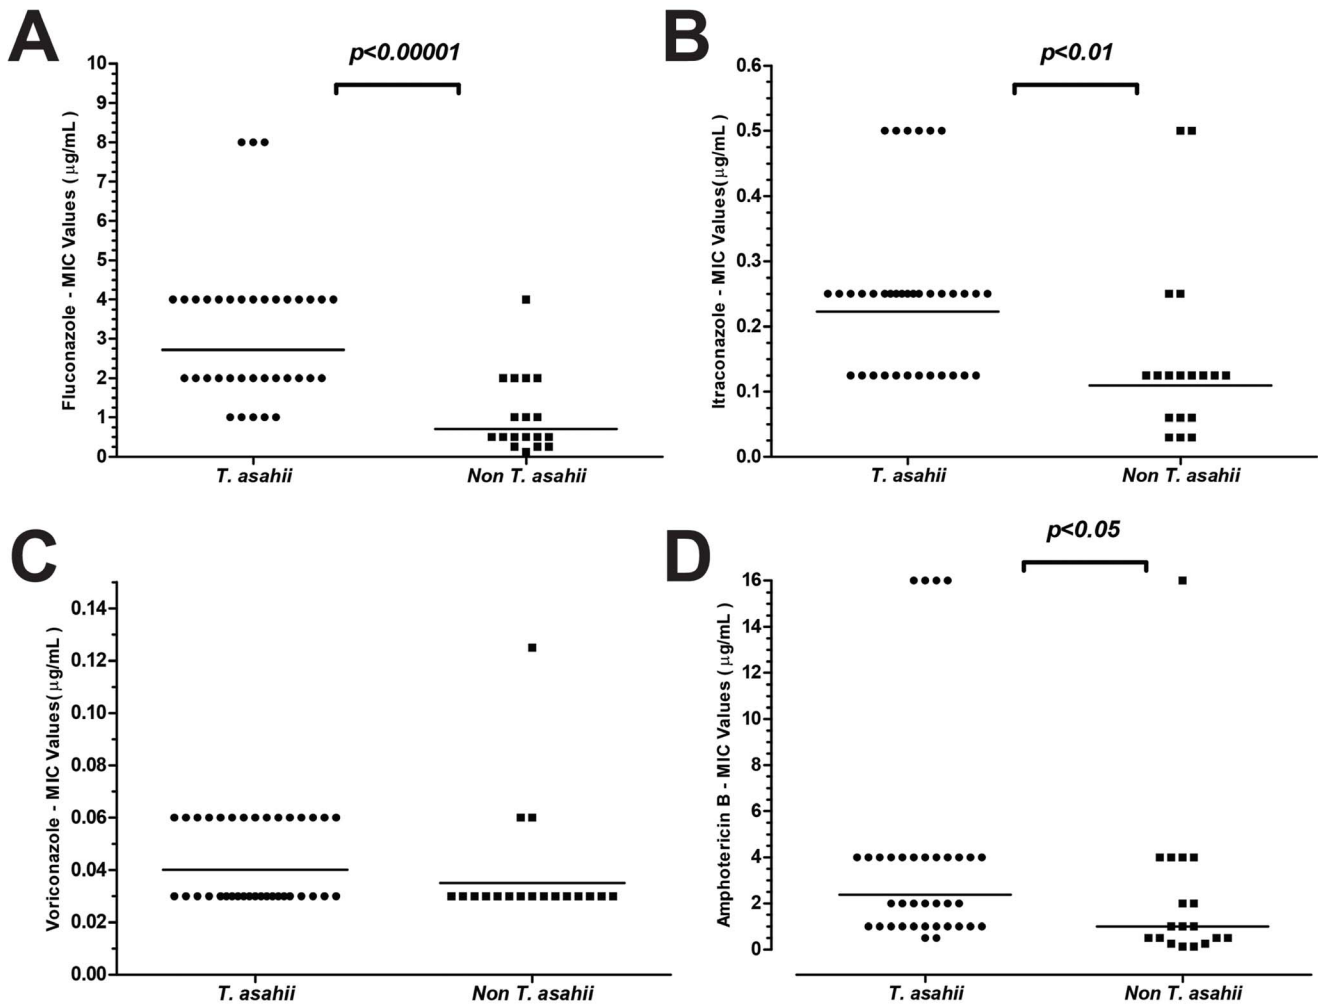 A
p<0.00001
Fluconazole - MIC Values ( µg/mL )
10
9
8
7
6
5
4
3
2
1
0
T. asahii Non T. asahii
B
p<0.01
Itraconazole - MIC Values(µg/mL )
0.6
0.5
0.4
0.3
0.2
0.1
0.0
T. asahii Non T. asahii
C
Voriconazole - MIC Values( µg/mL )
0.14
0.12
0.10
0.08
0.06
0.04
0.02
0.00
T. asahii Non T. asahii
D
p<0.05
Amphotericin B - MIC Values ( µg/mL )
16
14
12
10
8
6
4
2
0
T. asahii Non T. asahii